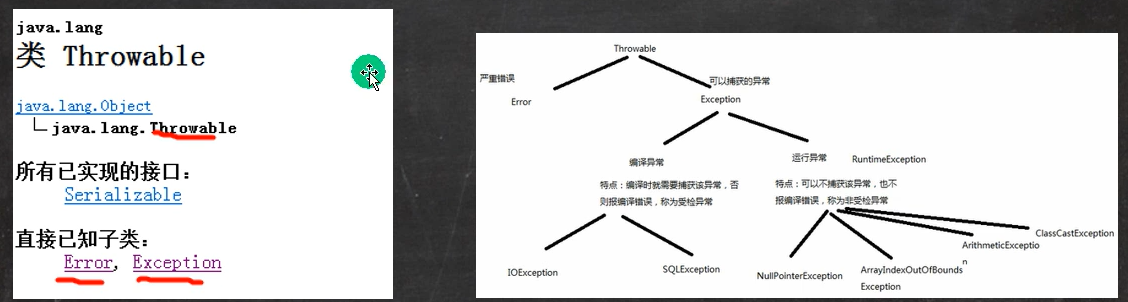 java.lang
类 Throwable
java.lang.Object
java.lang.Throwable
所有已实现的接口：
Serializable
直接已知子类：
Error, Exception
Throwable
严重错误
可以捕获的异常
Error
Exception
编译异常
运行异常
RuntimeException
特点：编译时就需要捕获该异常，否
则报编译错误，称为受检异常
特点：可以不捕获该异常，也不
报编译错误，称为非受检异常
IOException
SQLException
NullPointerException
ArrayIndexOutOfBounds
Exception
ArithmeticExceptio
n
ClassCastException